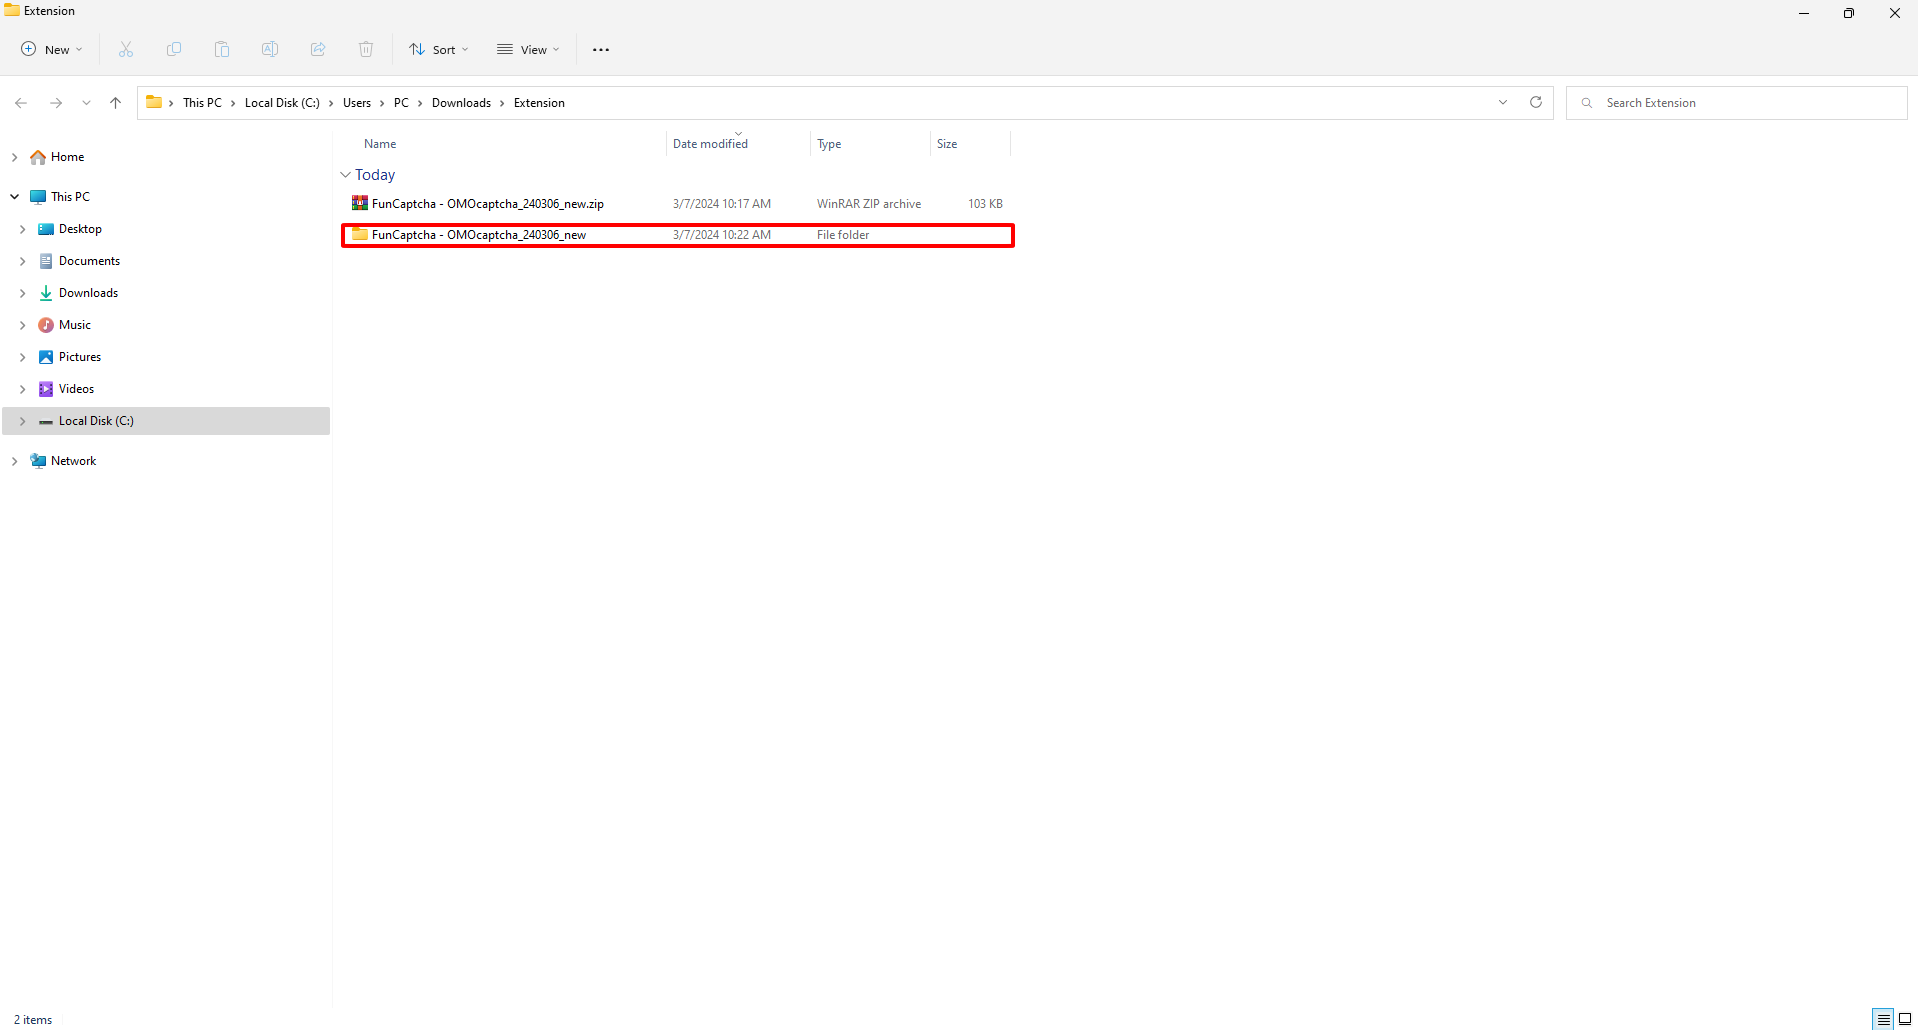 Extension
New
Sort
View
This PC > Local Disk (C:) > Users > PC > Downloads > Extension
Search Extension
Name Date modified Type Size
Home
Today
This PC
FunCaptcha - OMOcaptcha_240306_new.zip 3/7/2024 10:17 AM WinRAR ZIP archive 103 KB
Desktop
FunCaptcha - OMOcaptcha_240306_new 3/7/2024 10:22 AM File folder
Documents
Downloads
Music
Pictures
Videos
Local Disk (C:)
Network
2 items